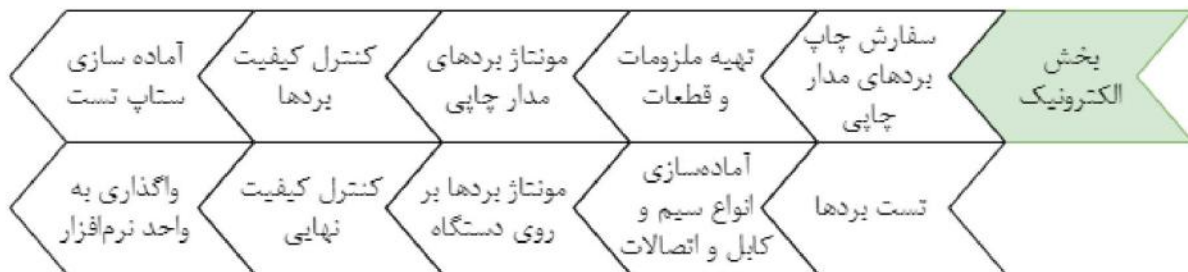 بخش
الکترونیک
سفارش چاپ
بردهای مدار
چاپی
تهیه ملزومات
و قطعات
مونتاژ بردهای
مدار چاپی
کنترل کیفیت
بردها
آماده سازی
ستاپ تست
تست بردها
آماده‌سازی
انواع سیم و
کابل و اتصالات
مونتاژ بردها بر
روی دستگاه
کنترل کیفیت
نهایی
واگذاری به
واحد نرم‌افزار